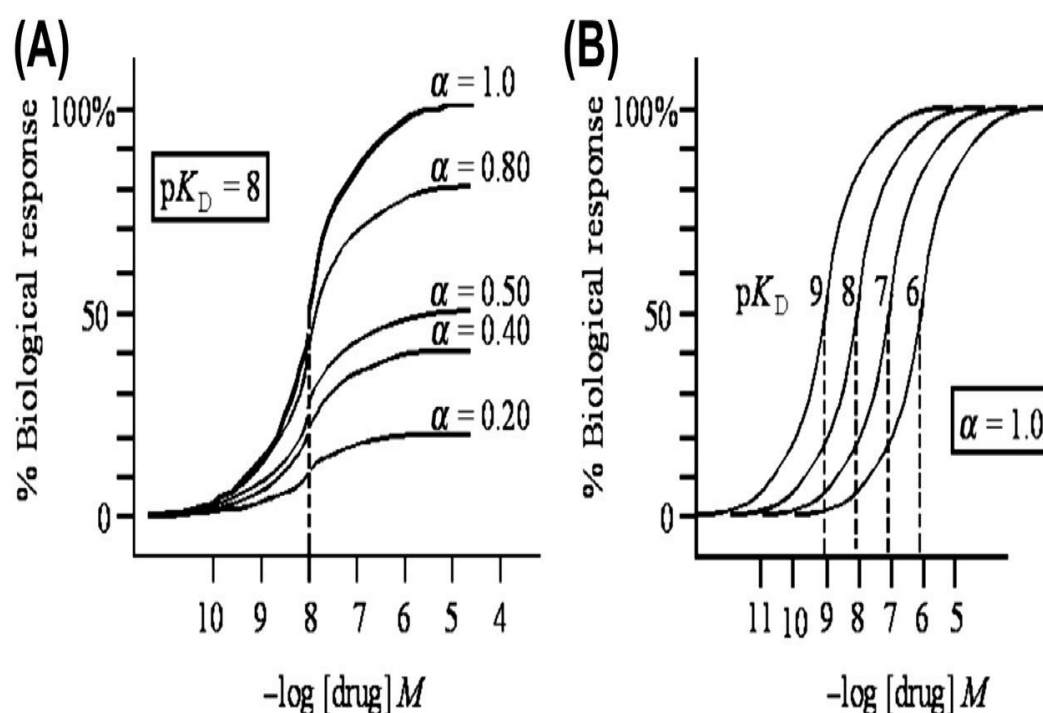 (A)
% Biological response
100%
50
0
pK_D = 8
α = 1.0
α = 0.80
α = 0.50
α = 0.40
α = 0.20
10 9 8 7 6 5 4
–log [drug] M
(B)
% Biological response
100%
50
0
pK_D 9 8 7 6
α = 1.0
11 10 9 8 7 6 5
–log [drug] M